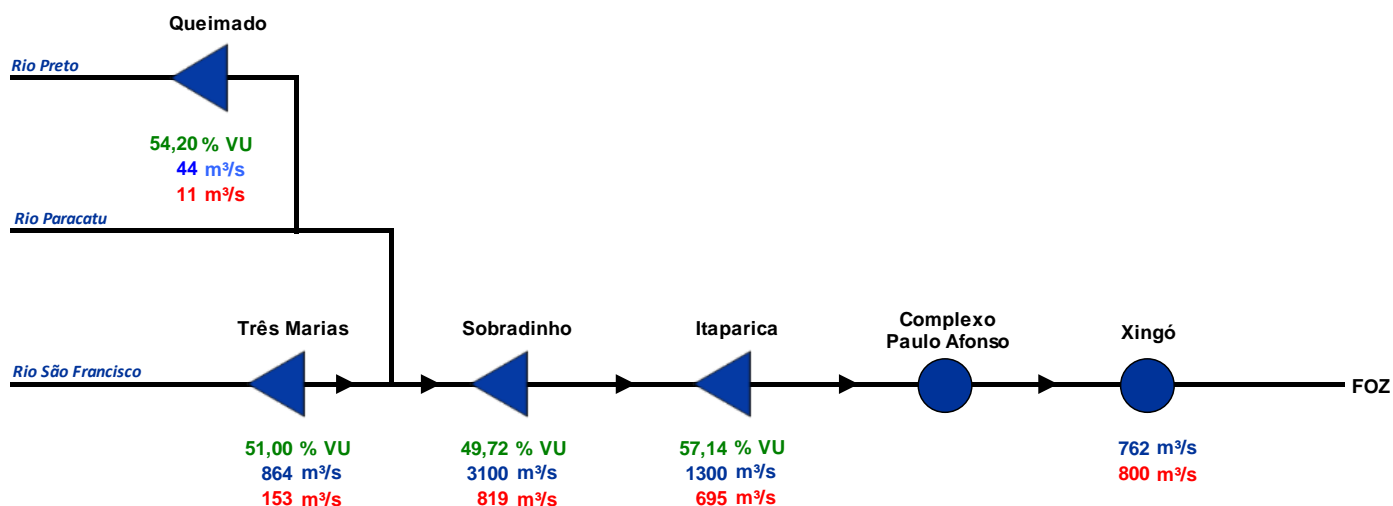 Queimado
Rio Preto
54,20 % VU
44 m³/s
11 m³/s
Rio Paracatu
Três Marias
Sobradinho
Itaparica
Complexo
Paulo Afonso
Xingó
Rio São Francisco
FOZ
51,00 % VU
864 m³/s
153 m³/s
49,72 % VU
3100 m³/s
819 m³/s
57,14 % VU
1300 m³/s
695 m³/s
762 m³/s
800 m³/s